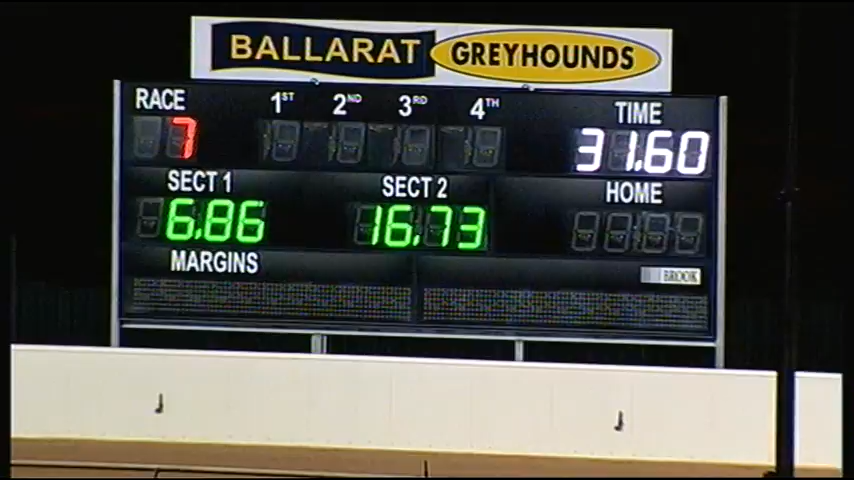 BALLARAT GREYHOUNDS
RACE 1ST 2ND 3RD 4TH TIME
7 31.60
SECT 1 SECT 2 HOME
6.86 16.73
MARGINS
BROOK